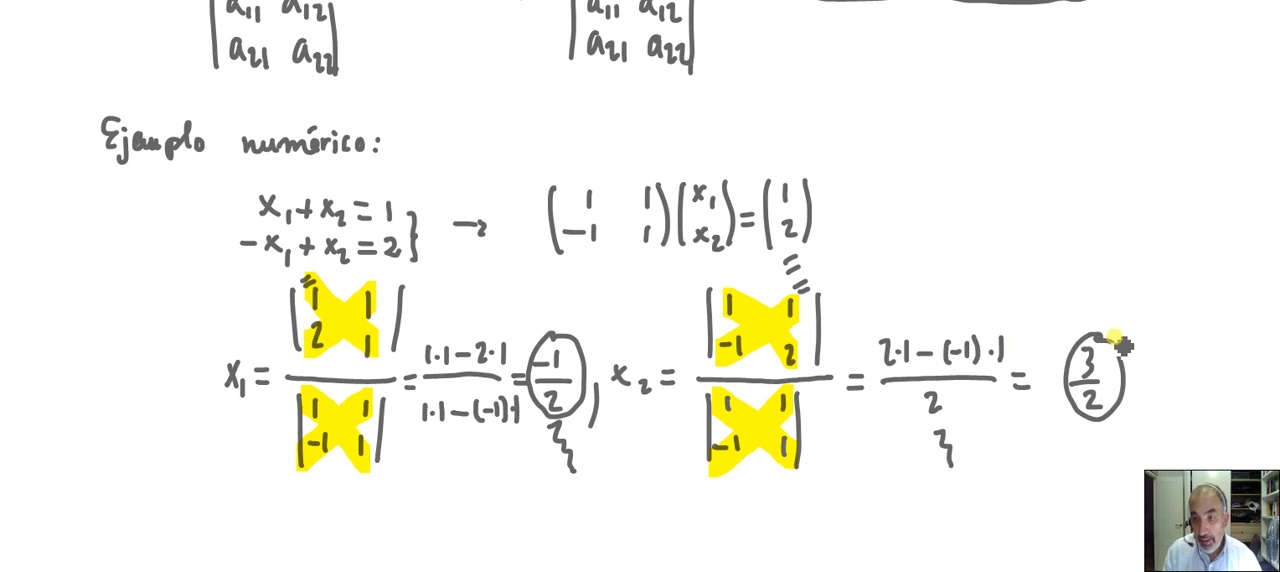 |a11 a12| |a11 a12|
|a21 a22| |a21 a22|
Ejemplo numérico:
x₁+x₂=1
-x₁+x₂=2} → (1 1; -1 1)(x₁; x₂)=(1; 2)
x₁ = |1 1; 2 1| / |1 1; -1 1| = (1·1-2·1) / (1·1-(-1)·1) = -1/2, x₂ = |1 1; -1 2| / |1 1; -1 1| = (2·1-(-1)·1) / 2 = 3/2